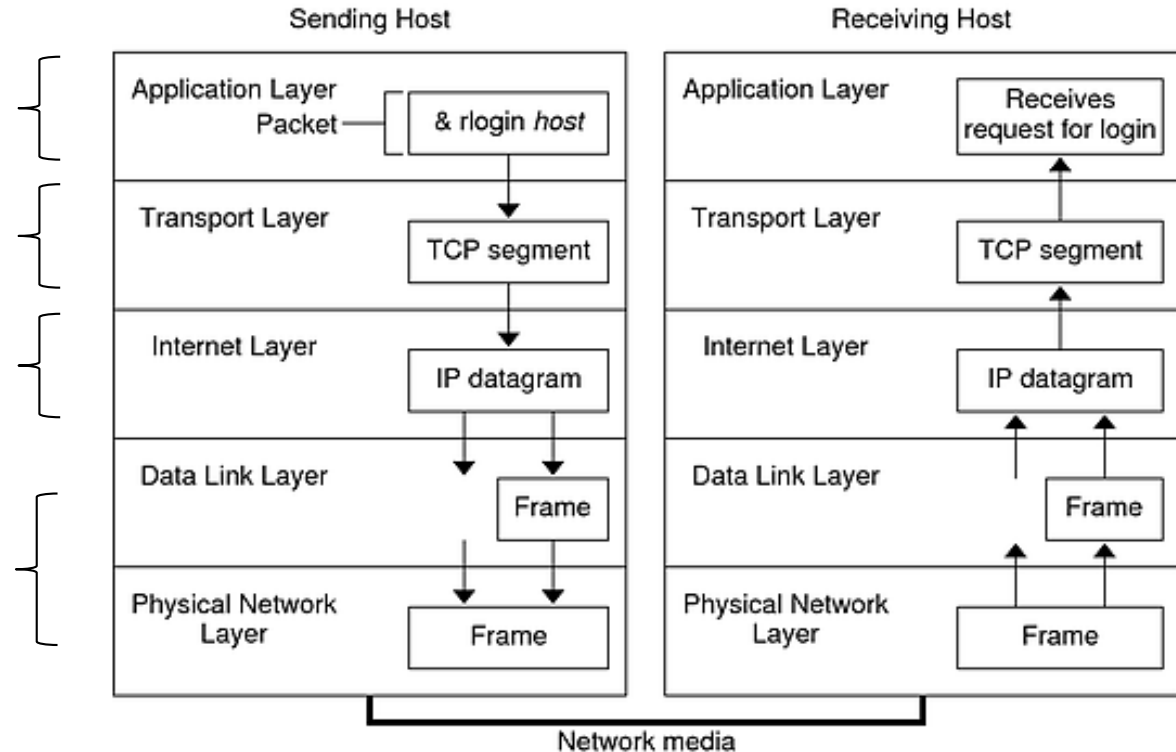 Sending Host
Receiving Host
Application Layer
Packet
& rlogin host
Application Layer
Receives
request for login
Transport Layer
TCP segment
Transport Layer
TCP segment
Internet Layer
IP datagram
Internet Layer
IP datagram
Data Link Layer
Frame
Data Link Layer
Frame
Physical Network
Layer
Frame
Physical Network
Layer
Frame
Network media